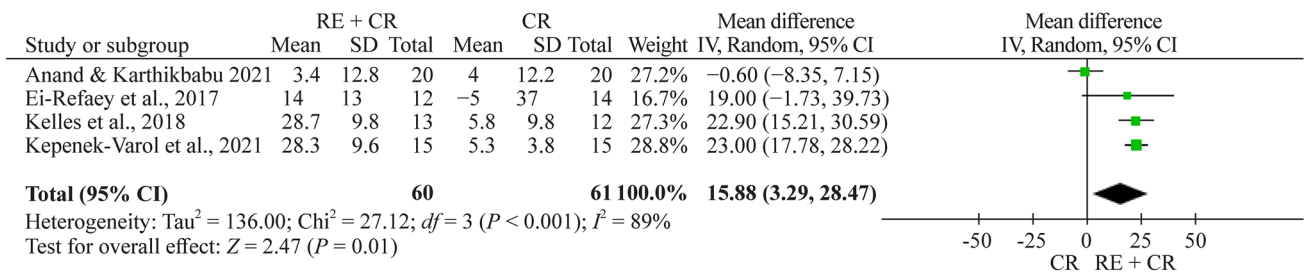 RE + CR CR Mean difference Mean difference
Study or subgroup Mean SD Total Mean SD Total Weight IV, Random, 95% CI IV, Random, 95% CI
Anand & Karthikbabu 2021 3.4 12.8 20 4 12.2 20 27.2% −0.60 (−8.35, 7.15)
Ei-Refaey et al., 2017 14 13 12 −5 37 14 16.7% 19.00 (−1.73, 39.73)
Kelles et al., 2018 28.7 9.8 13 5.8 9.8 12 27.3% 22.90 (15.21, 30.59)
Kepenek-Varol et al., 2021 28.3 9.6 15 5.3 3.8 15 28.8% 23.00 (17.78, 28.22)
Total (95% CI) 60 61 100.0% 15.88 (3.29, 28.47)
Heterogeneity: Tau² = 136.00; Chi² = 27.12; df = 3 (P < 0.001); I² = 89%
Test for overall effect: Z = 2.47 (P = 0.01)
-50 -25 0 25 50
CR RE + CR